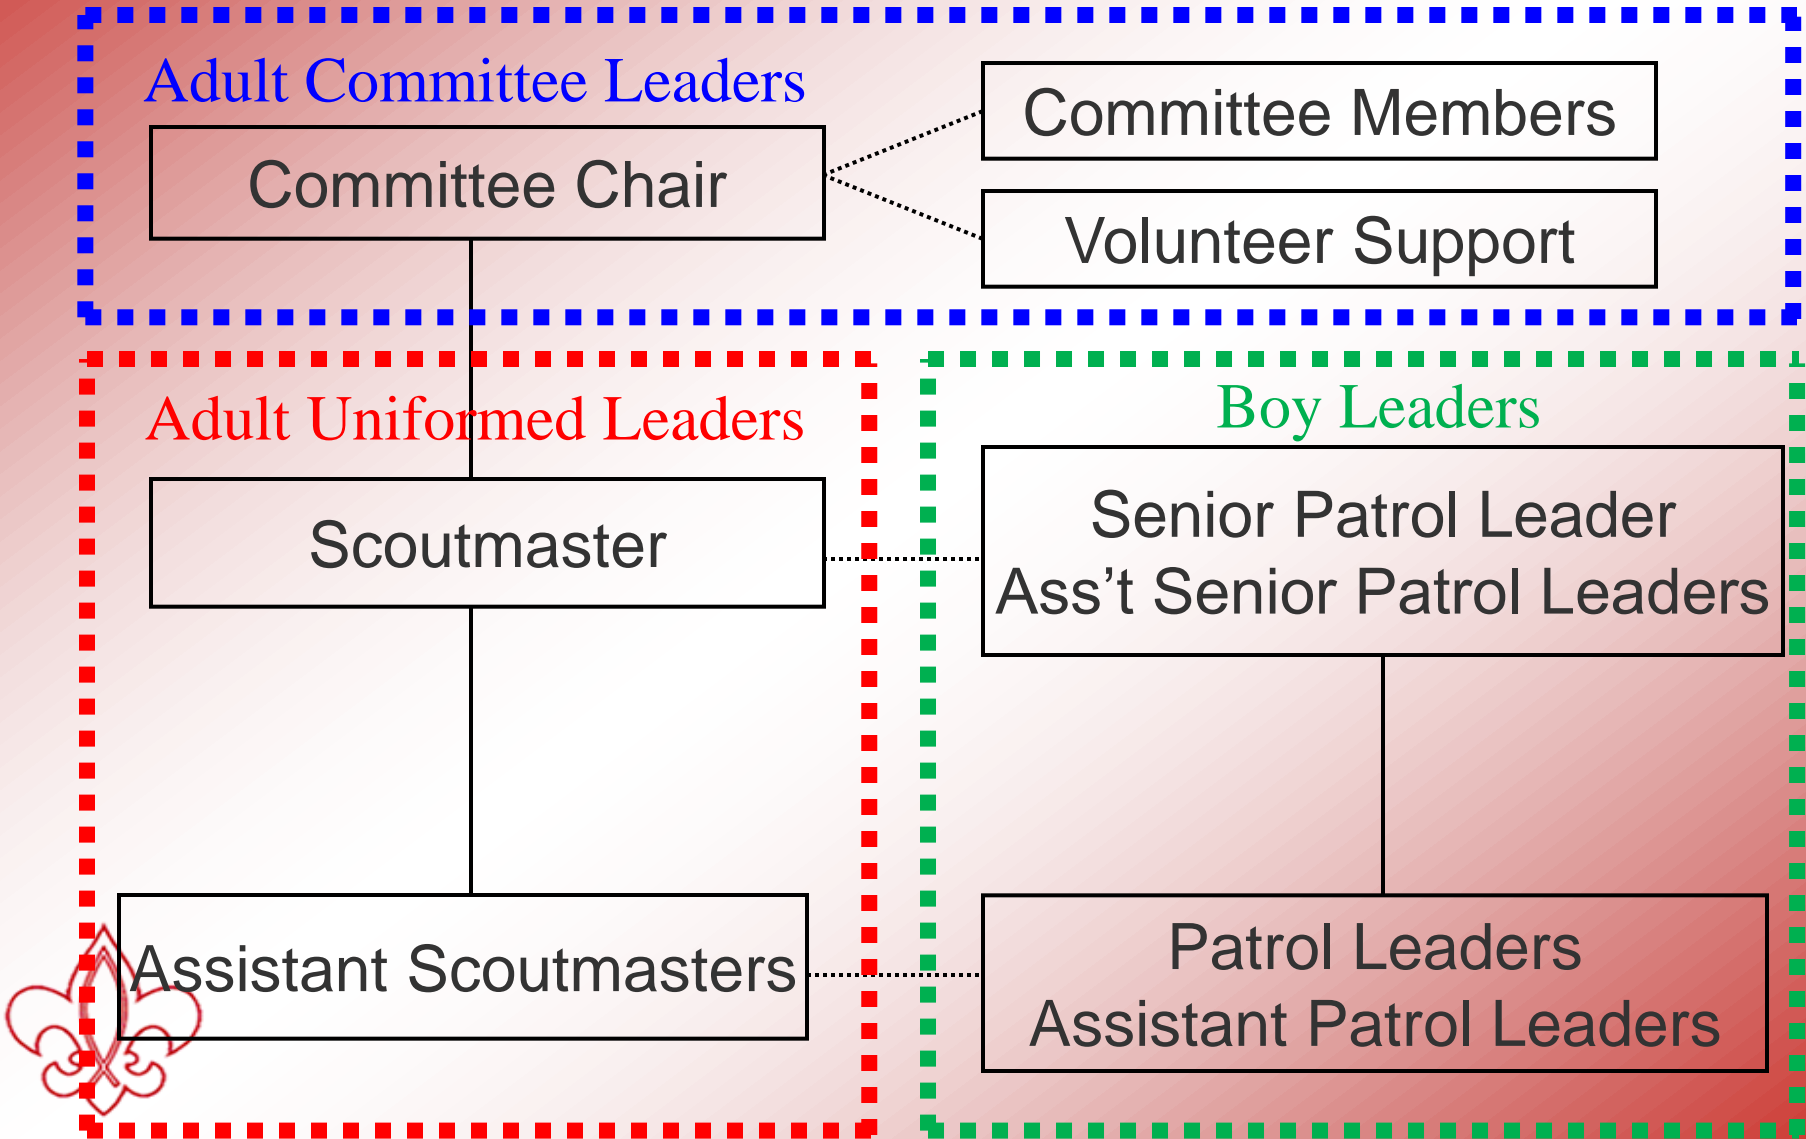 Adult Committee Leaders
Committee Chair
Committee Members
Volunteer Support
Adult Uniformed Leaders
Scoutmaster
Assistant Scoutmasters
Boy Leaders
Senior Patrol Leader
Ass’t Senior Patrol Leaders
Patrol Leaders
Assistant Patrol Leaders